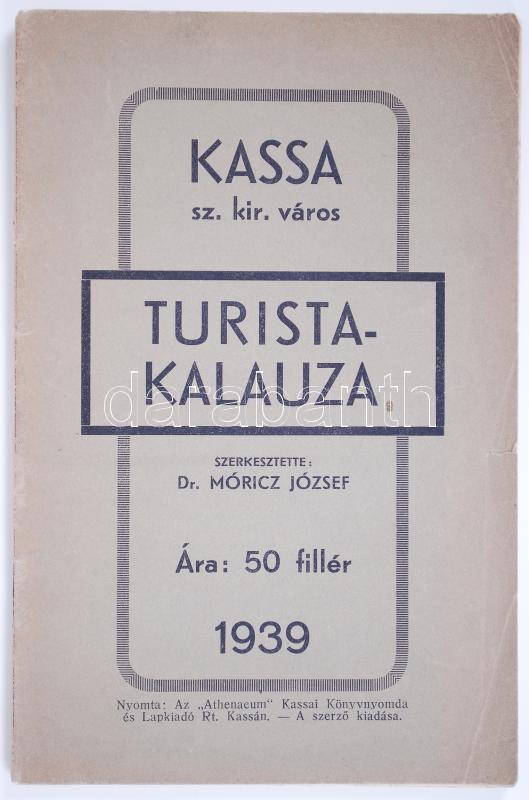 KASSA
sz. kir. város
TURISTA-
KALAUZA
darabanth
SZERKESZTETTE:
Dr. MÓRICZ JÓZSEF
Ára: 50 fillér
1939
Nyomta: Az „Athenaeum" Kassai Könyvnyomda
és Lapkiadó Rt. Kassán. — A szerző kiadása.